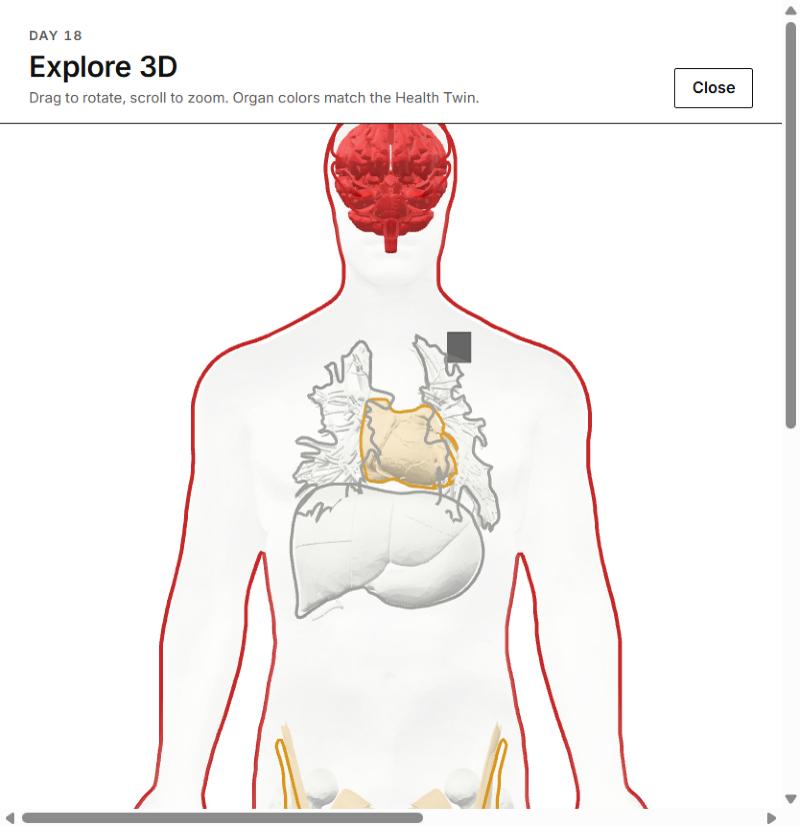 DAY 18
Explore 3D
Drag to rotate, scroll to zoom. Organ colors match the Health Twin.
Close